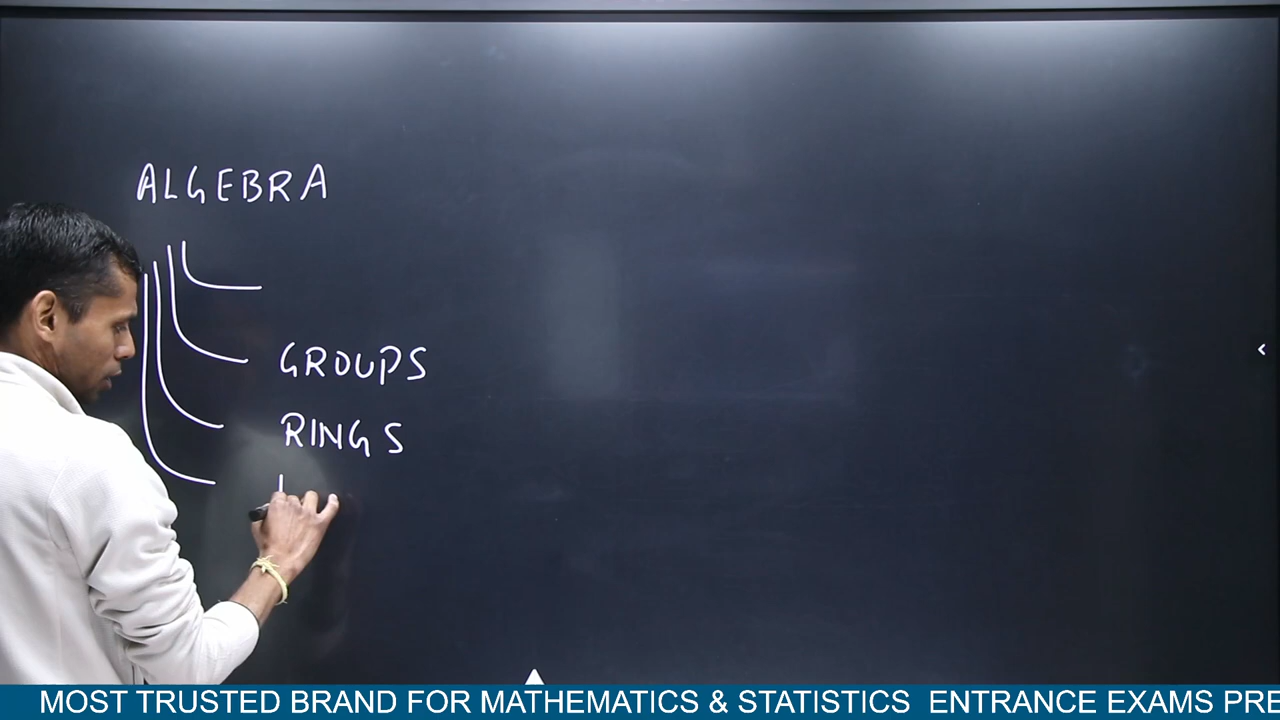 ALGEBRA
GROUPS
RINGS
MOST TRUSTED BRAND FOR MATHEMATICS & STATISTICS ENTRANCE EXAMS PRE